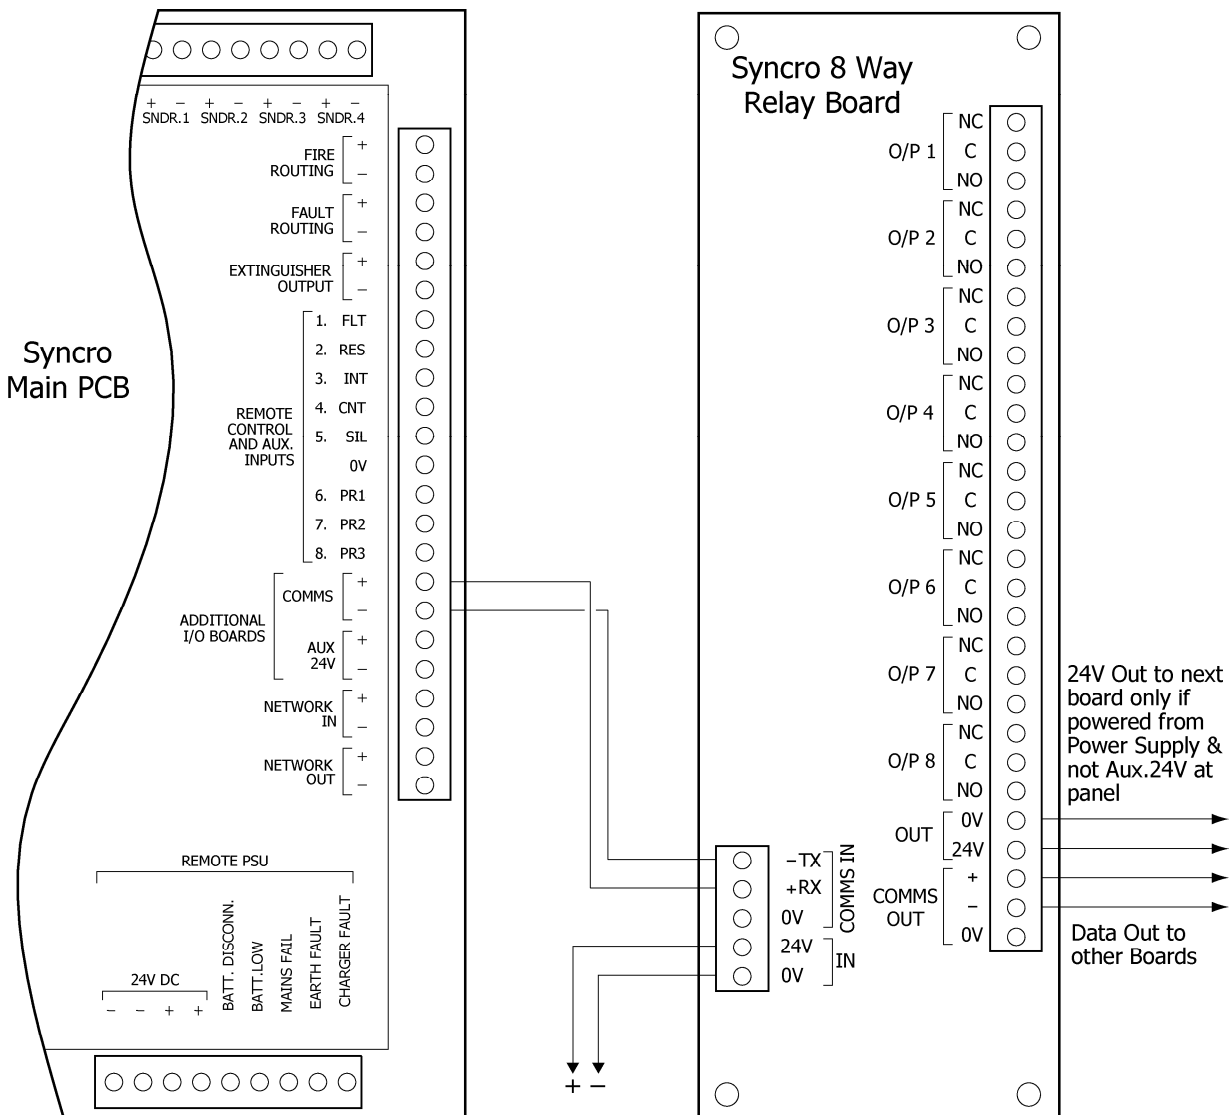 Syncro
Main PCB
+ − + − + − + −
SNDR.1 SNDR.2 SNDR.3 SNDR.4
FIRE
ROUTING
+
−
FAULT
ROUTING
+
−
EXTINGUISHER
OUTPUT
+
−
REMOTE
CONTROL
AND AUX.
INPUTS
1. FLT
2. RES
3. INT
4. CNT
5. SIL
0V
6. PR1
7. PR2
8. PR3
ADDITIONAL
I/O BOARDS
COMMS
+
−
AUX
24V
+
−
NETWORK
IN
+
−
NETWORK
OUT
+
−
REMOTE PSU
24V DC
− − + +
BATT. DISCONN.
BATT.LOW
MAINS FAIL
EARTH FAULT
CHARGER FAULT
Syncro 8 Way
Relay Board
O/P 1
NC
C
NO
O/P 2
NC
C
NO
O/P 3
NC
C
NO
O/P 4
NC
C
NO
O/P 5
NC
C
NO
O/P 6
NC
C
NO
O/P 7
NC
C
NO
O/P 8
NC
C
NO
OUT
0V
24V
COMMS
OUT
+
−
0V
−TX
+RX
0V
COMMS IN
24V
0V
IN
+ −
24V Out to next
board only if
powered from
Power Supply &
not Aux.24V at
panel
Data Out to
other Boards